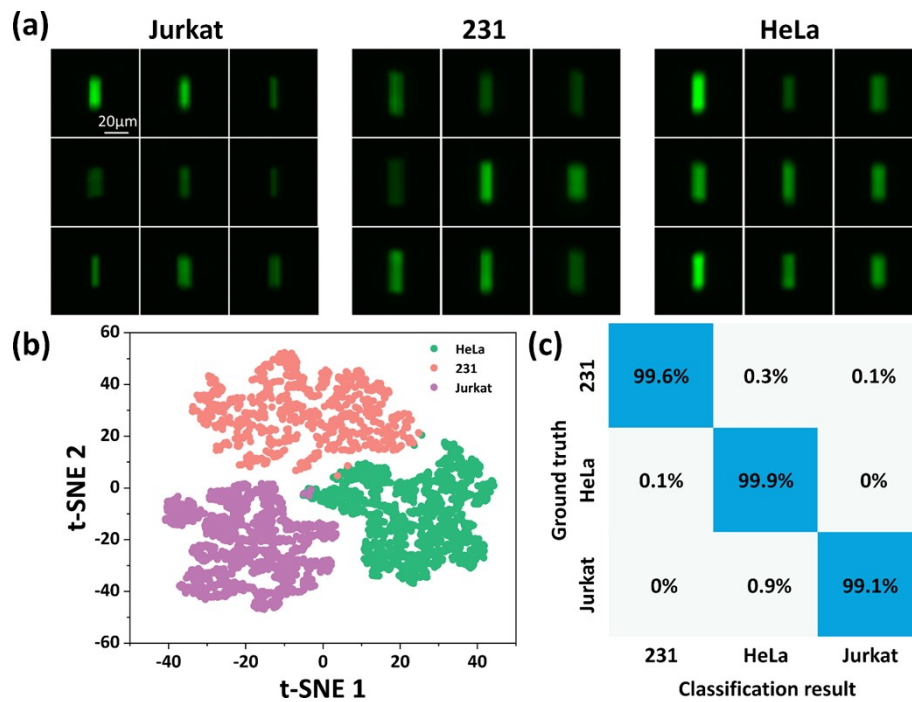 (a)
Jurkat
231
HeLa
20μm
(b)
60
40
20
0
-20
-40
-60
t-SNE 2
-40
-20
0
20
40
t-SNE 1
HeLa
231
Jurkat
(c)
Ground truth
231
99.6%
0.3%
0.1%
HeLa
0.1%
99.9%
0%
Jurkat
0%
0.9%
99.1%
231
HeLa
Jurkat
Classification result